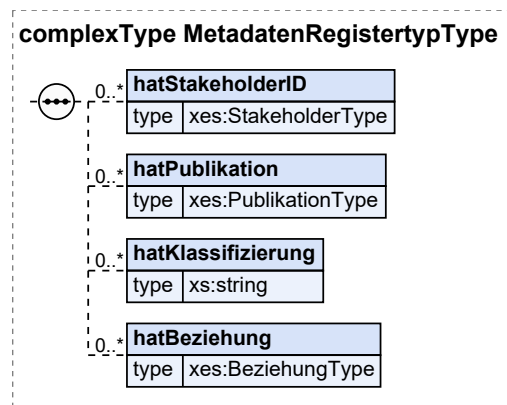 complexType MetadatenRegistertypType
0..* hatStakeholderID
type xes:StakeholderType
0..* hatPublikation
type xes:PublikationType
0..* hatKlassifizierung
type xs:string
0..* hatBeziehung
type xes:BeziehungType